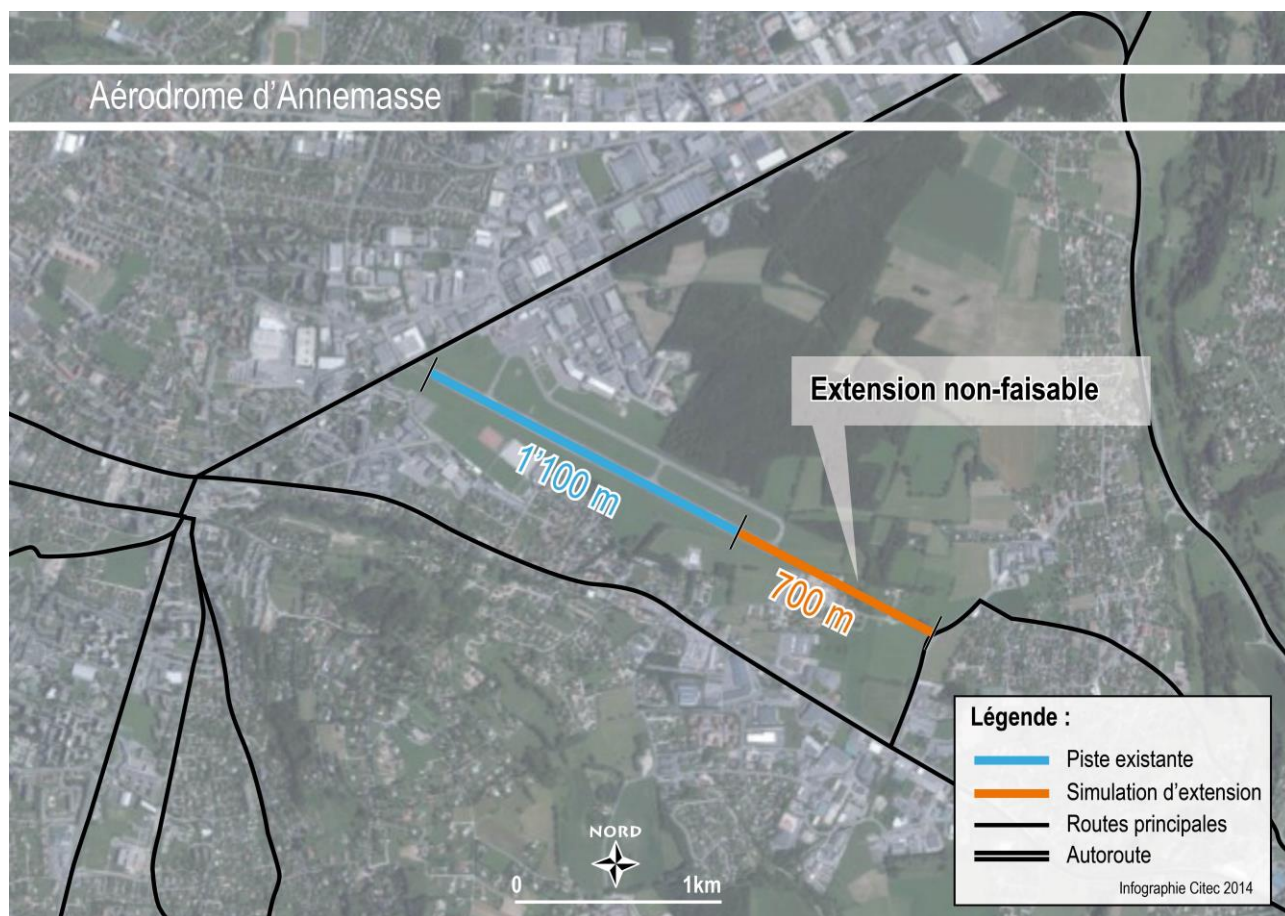 Aérodrome d’Annemasse
Extension non-faisable
1’100 m
700 m
Légende :
Piste existante
Simulation d’extension
Routes principales
Autoroute
Infographie Citec 2014
NORD
0 1km